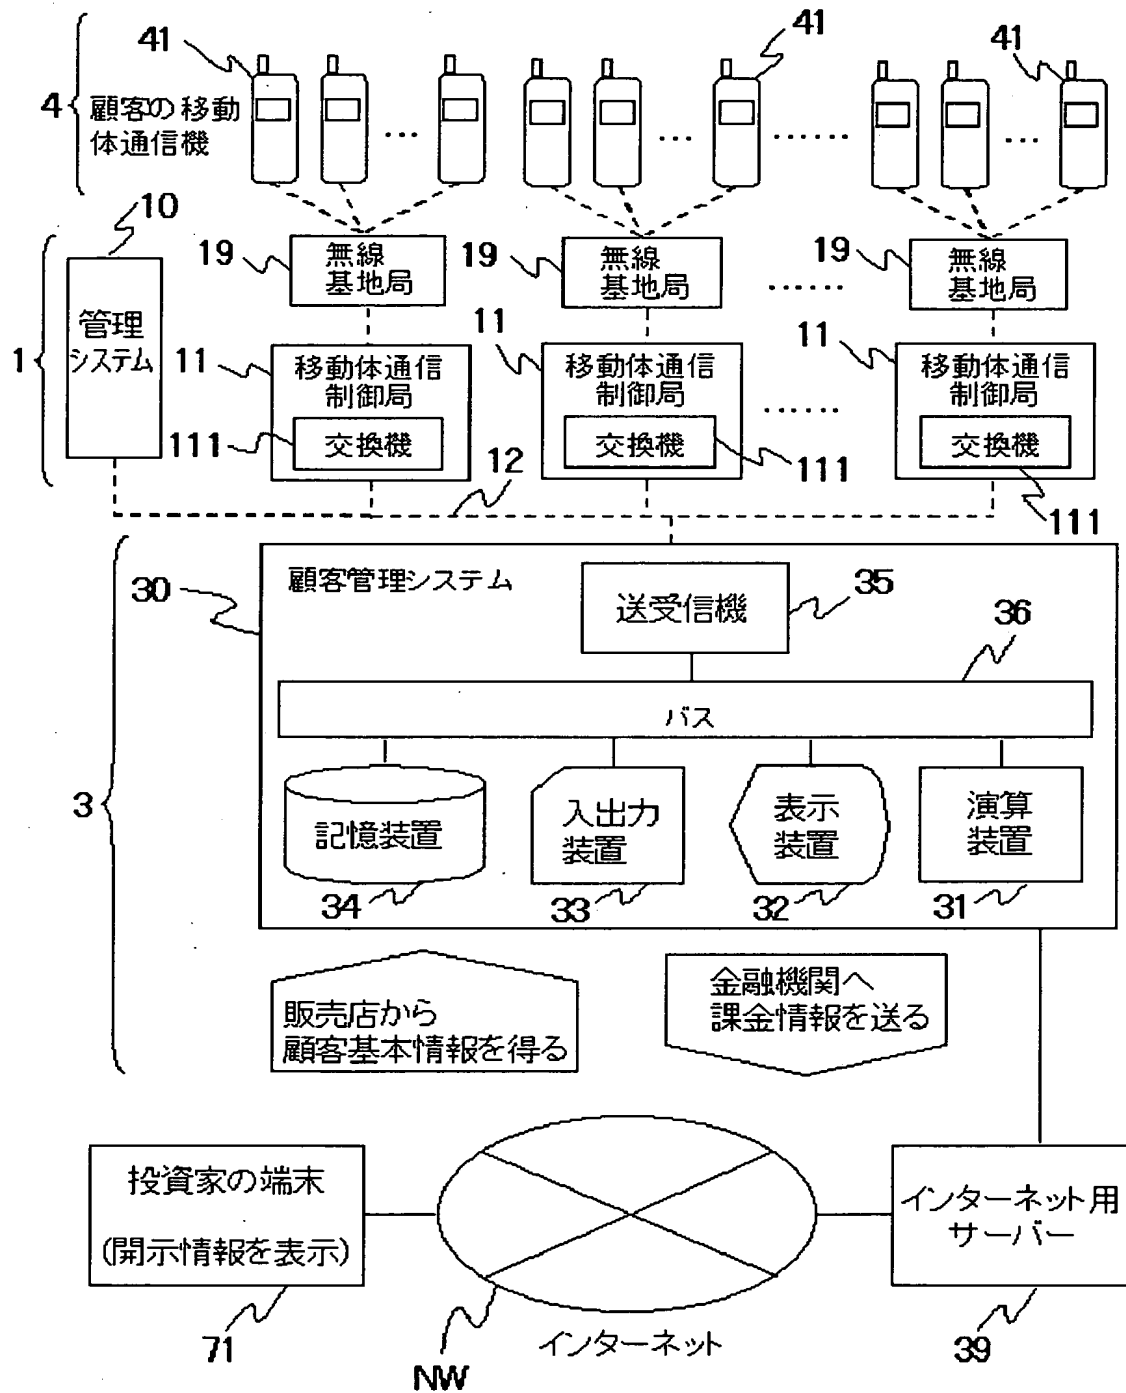 41
41
41
4
顧客の移動
体通信機
10
1
管理
システム
19
無線
基地局
19
無線
基地局
19
無線
基地局
11
移動体通信
制御局
111
交換機
11
移動体通信
制御局
交換機
111
11
移動体通信
制御局
交換機
111
12
3
30
顧客管理システム
送受信機
35
36
バス
記憶装置
34
入出力
装置
33
表示
装置
32
演算
装置
31
販売店から
顧客基本情報を得る
金融機関へ
課金情報を送る
投資家の端末
(開示情報を表示)
71
インターネット
NW
インターネット用
サーバー
39